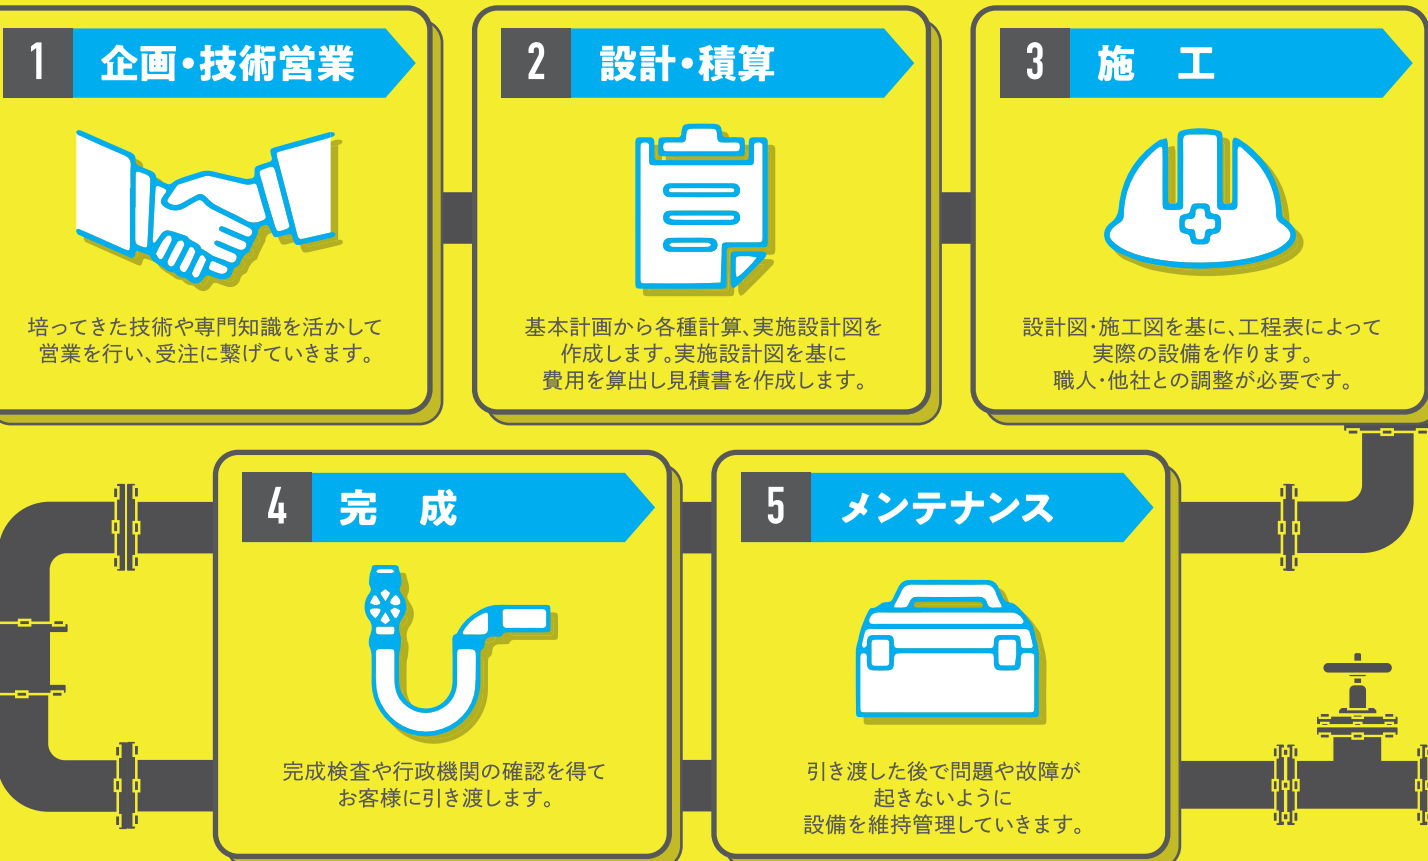 1 企画・技術営業
培ってきた技術や専門知識を活かして
営業を行い、受注に繋げていきます。
2 設計・積算
基本計画から各種計算、実施設計図を
作成します。実施設計図を基に
費用を算出し見積書を作成します。
3 施 工
設計図・施工図を基に、工程表によって
実際の設備を作ります。
職人・他社との調整が必要です。
4 完 成
完成検査や行政機関の確認を得て
お客様に引き渡します。
5 メンテナンス
引き渡した後で問題や故障が
起きないように
設備を維持管理していきます。